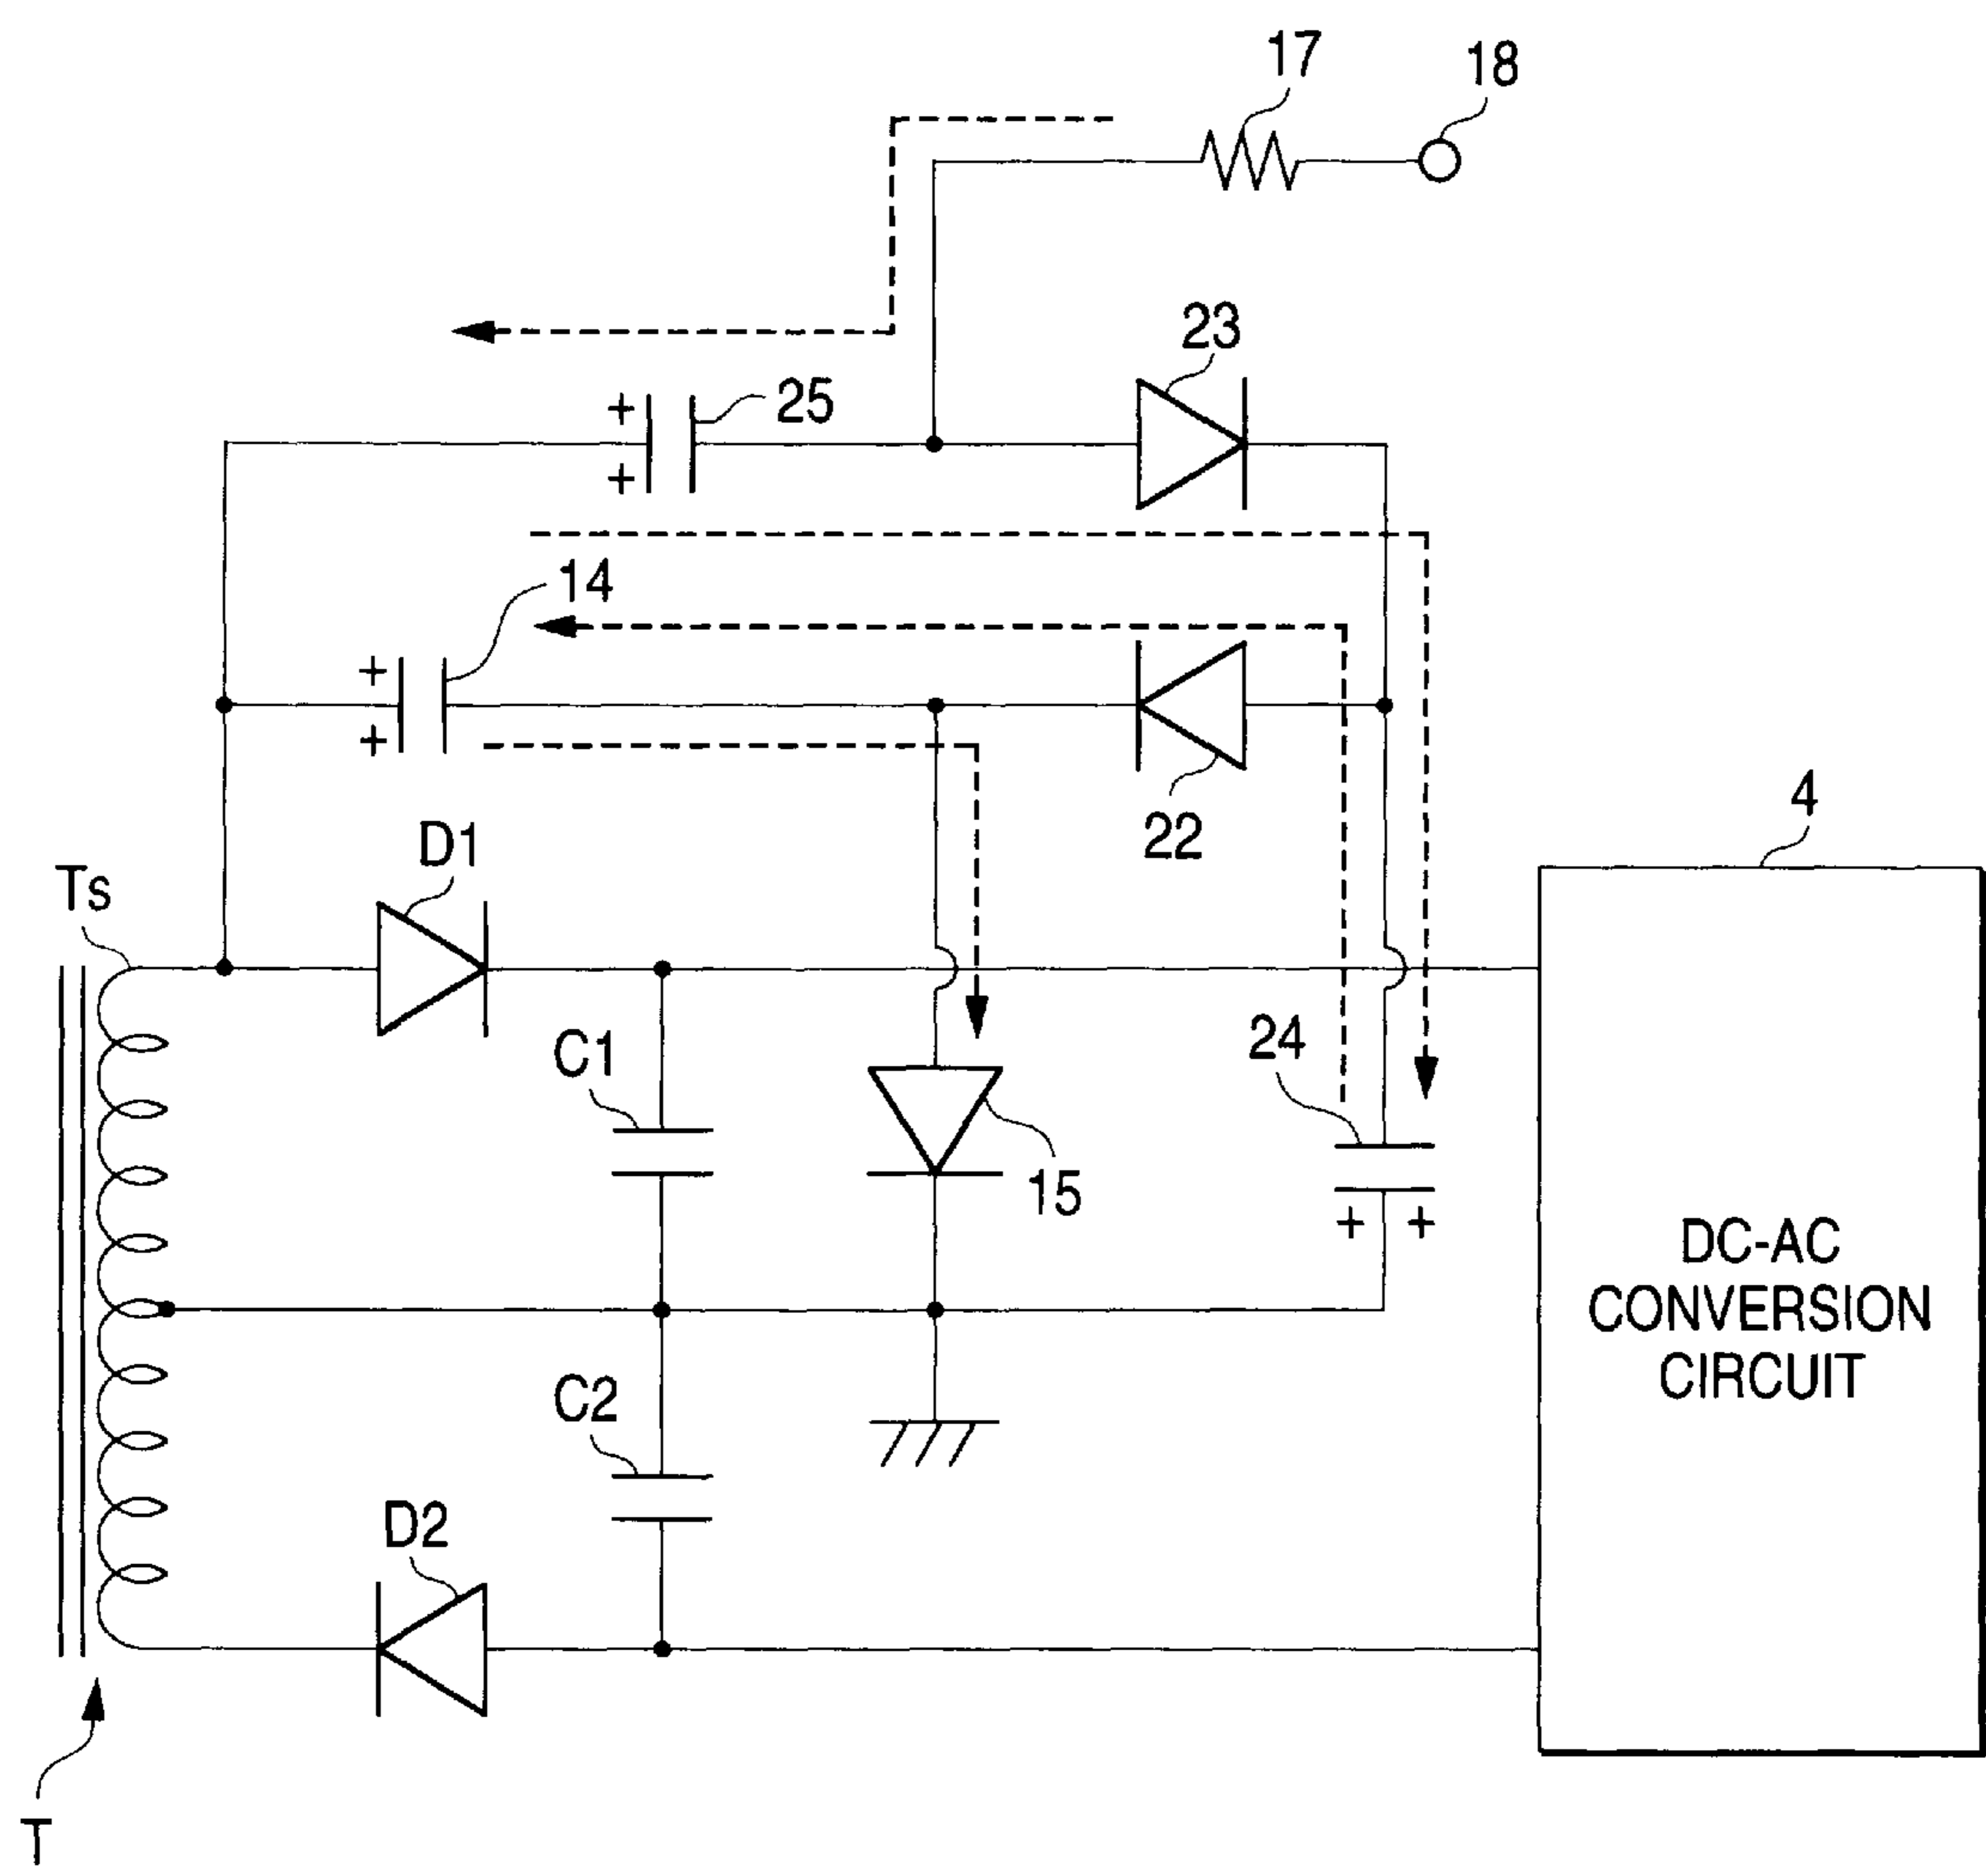 17
18
23
+
25
+
14
+
+
22
D1
4
Ts
C1
24
15
+ +
DC-AC
CONVERSION
CIRCUIT
C2
D2
T